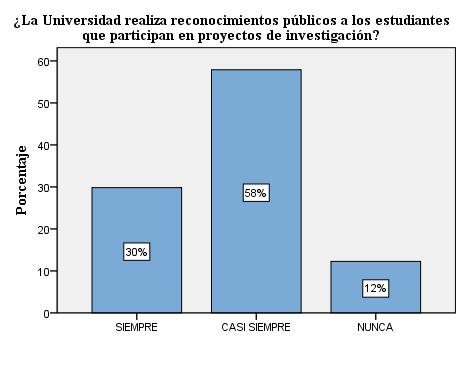 ¿La Universidad realiza reconocimientos públicos a los estudiantes
que participan en proyectos de investigación?
Porcentaje
60
50
40
30
20
10
0
30%
58%
12%
SIEMPRE
CASI SIEMPRE
NUNCA